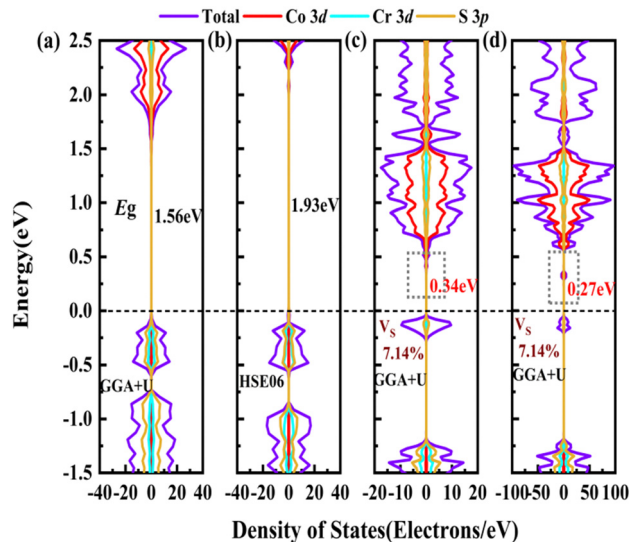 Total Co 3d Cr 3d S 3p
(a) (b) (c) (d)
2.5
2.0
1.5
1.0
0.5
0.0
-0.5
-1.0
-1.5
Energy(eV)
Eg 1.56eV
GGA+U
1.93eV
HSE06
0.34eV
VS
7.14%
GGA+U
0.27eV
VS
7.14%
GGA+U
-40 -20 0 20 40
-40 -20 0 20 40
-20 -10 0 10 20
-100 -50 0 50 100
Density of States(Electrons/eV)